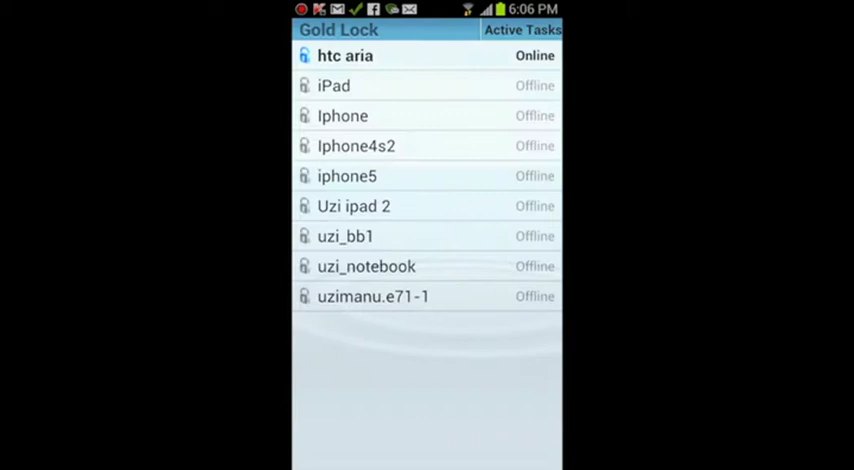 6:06 PM
Gold Lock Active Tasks
htc aria Online
iPad Offline
Iphone Offline
Iphone4s2 Offline
iphone5 Offline
Uzi ipad 2 Offline
uzi_bb1 Offline
uzi_notebook Offline
uzimanu.e71-1 Offline